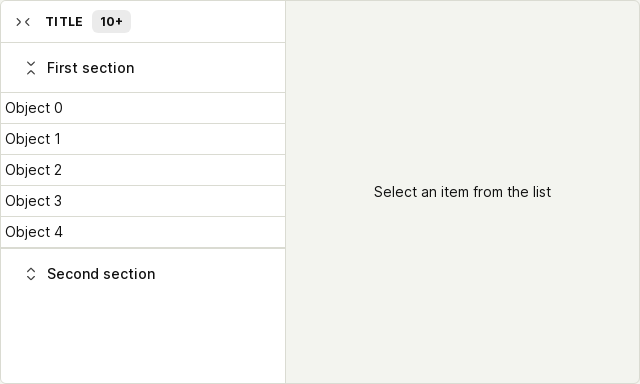 TITLE 10+
First section
Object 0
Object 1
Object 2
Object 3
Object 4
Second section
Select an item from the list